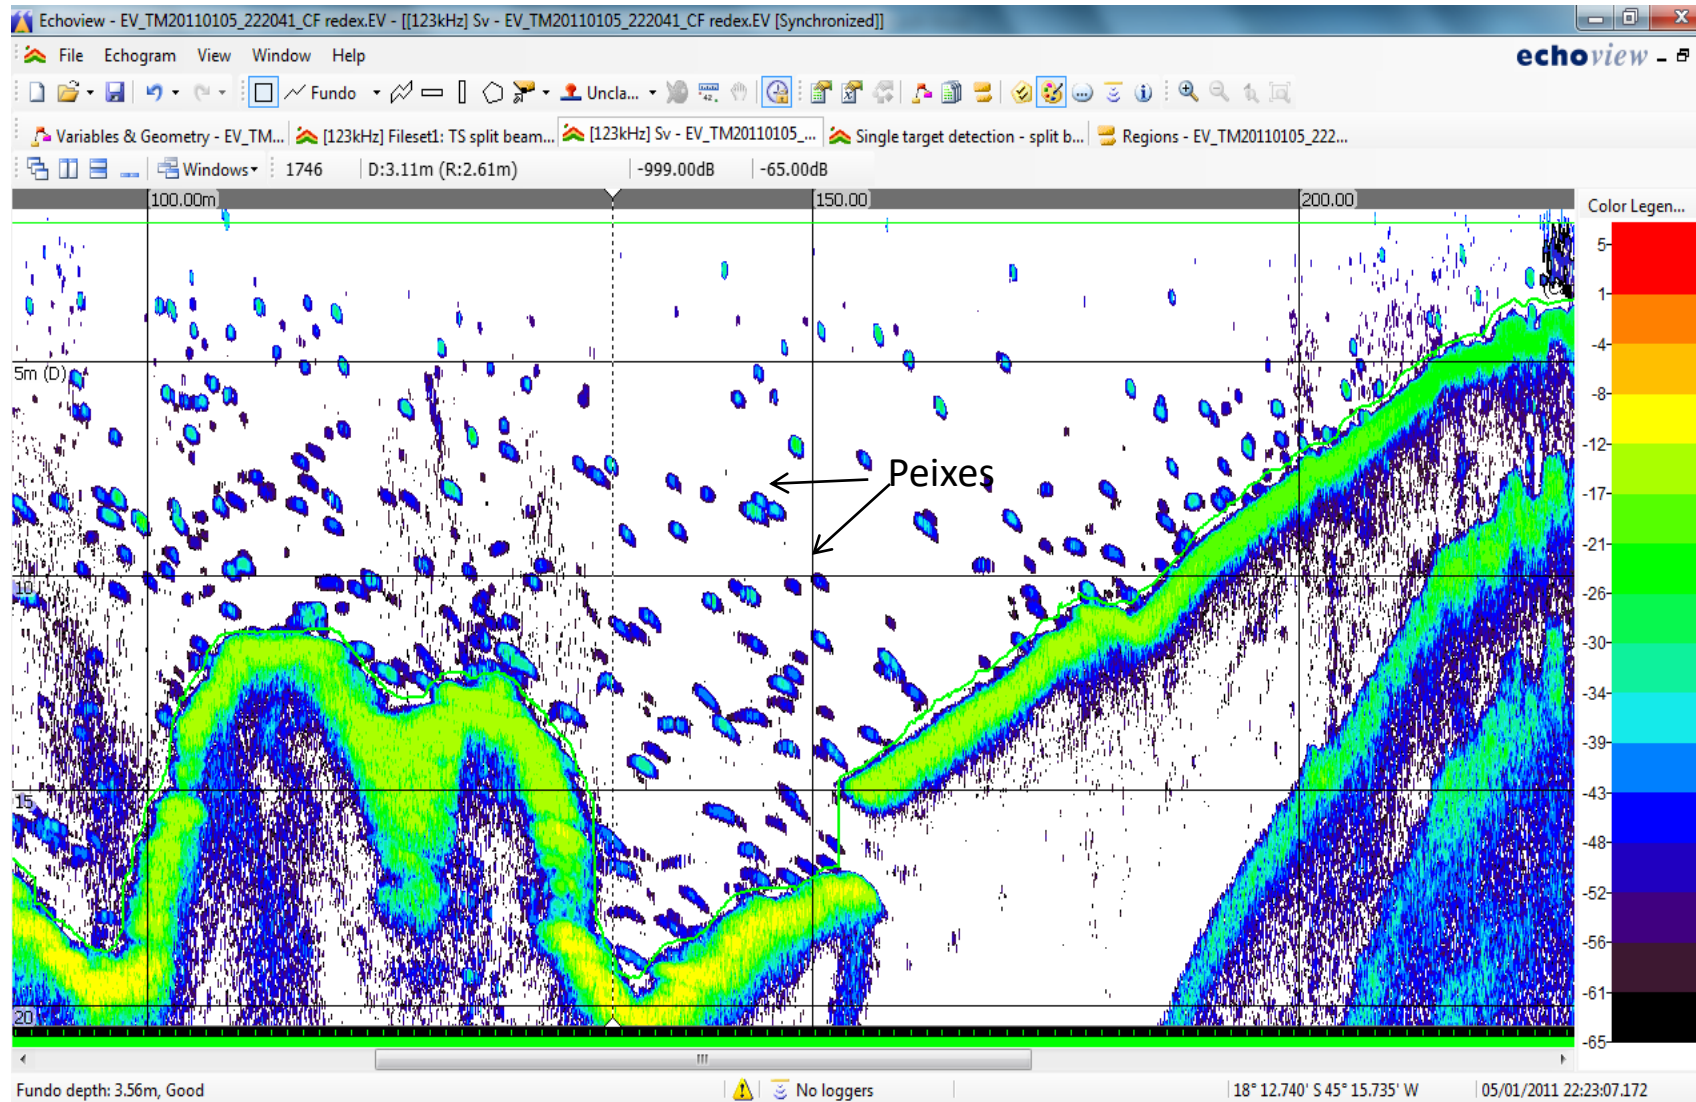 Echoview - EV_TM20110105_222041_CF redex.EV - [[123kHz] Sv - EV_TM20110105_222041_CF redex.EV [Synchronized]]
File Echogram View Window Help
echoview
Fundo Uncla...
Variables & Geometry - EV_TM... [123kHz] Fileset1: TS split beam... [123kHz] Sv - EV_TM20110105_... Single target detection - split b... Regions - EV_TM20110105_222...
Windows 1746 D:3.11m (R:2.61m) -999.00dB -65.00dB
100.00m 150.00 200.00 Color Legen...
5
1
-4
5m (D)
-8
-12
Peixes
-17
-21
10
-26
-30
-34
-39
15
-43
-48
-52
-56
-61
20
-65
Fundo depth: 3.56m, Good No loggers 18° 12.740' S 45° 15.735' W 05/01/2011 22:23:07.172